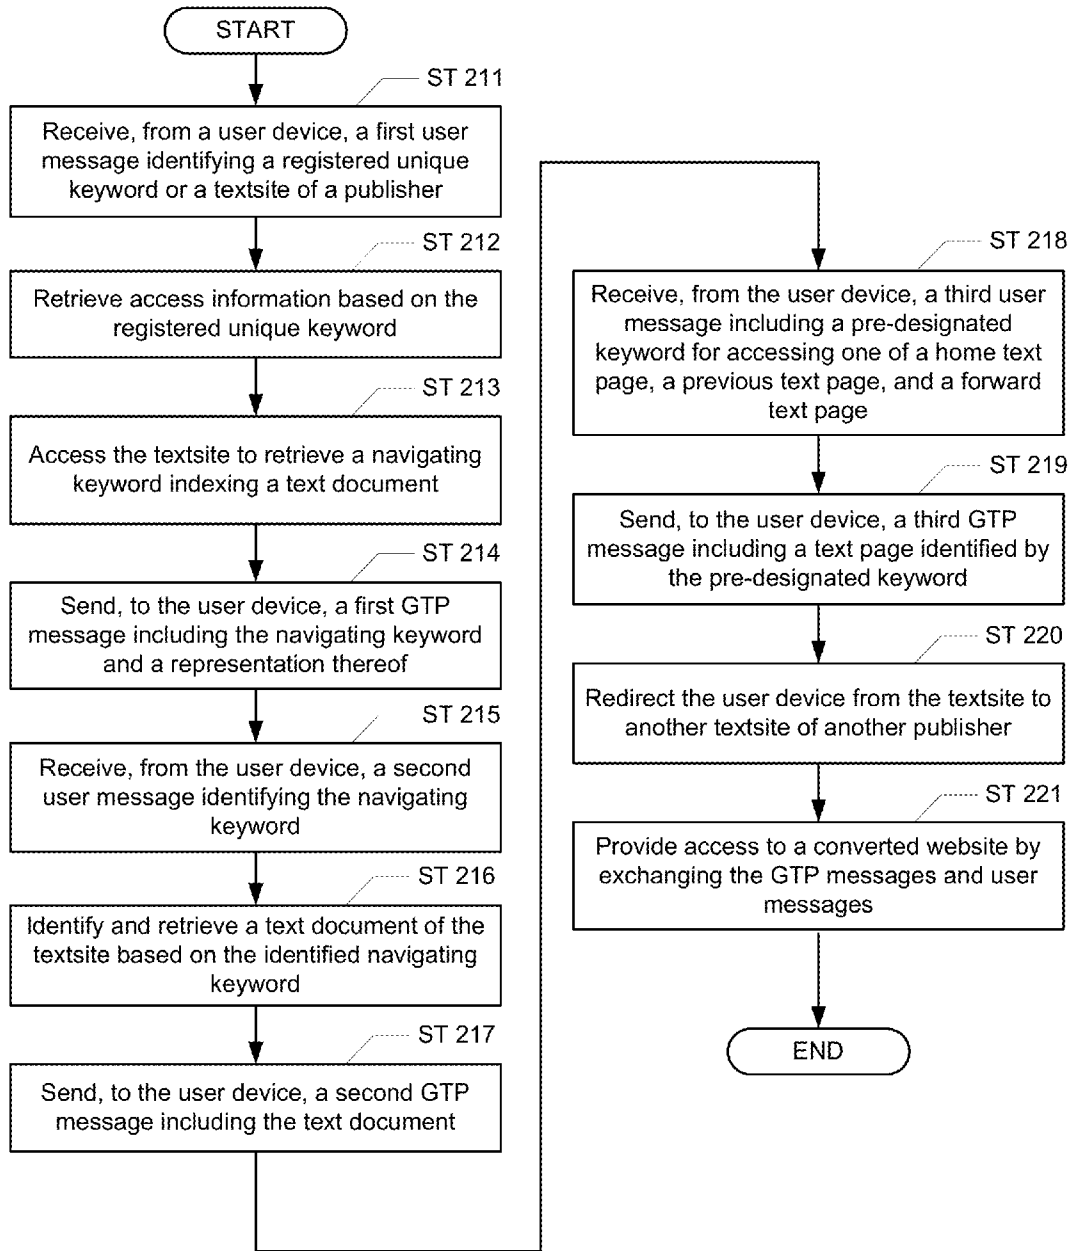 START
ST 211
Receive, from a user device, a first user
message identifying a registered unique
keyword or a textsite of a publisher
ST 212
Retrieve access information based on the
registered unique keyword
ST 213
Access the textsite to retrieve a navigating
keyword indexing a text document
ST 214
Send, to the user device, a first GTP
message including the navigating keyword
and a representation thereof
ST 215
Receive, from the user device, a second
user message identifying the navigating
keyword
ST 216
Identify and retrieve a text document of the
textsite based on the identified navigating
keyword
ST 217
Send, to the user device, a second GTP
message including the text document
ST 218
Receive, from the user device, a third user
message including a pre-designated
keyword for accessing one of a home text
page, a previous text page, and a forward
text page
ST 219
Send, to the user device, a third GTP
message including a text page identified by
the pre-designated keyword
ST 220
Redirect the user device from the textsite to
another textsite of another publisher
ST 221
Provide access to a converted website by
exchanging the GTP messages and user
messages
END